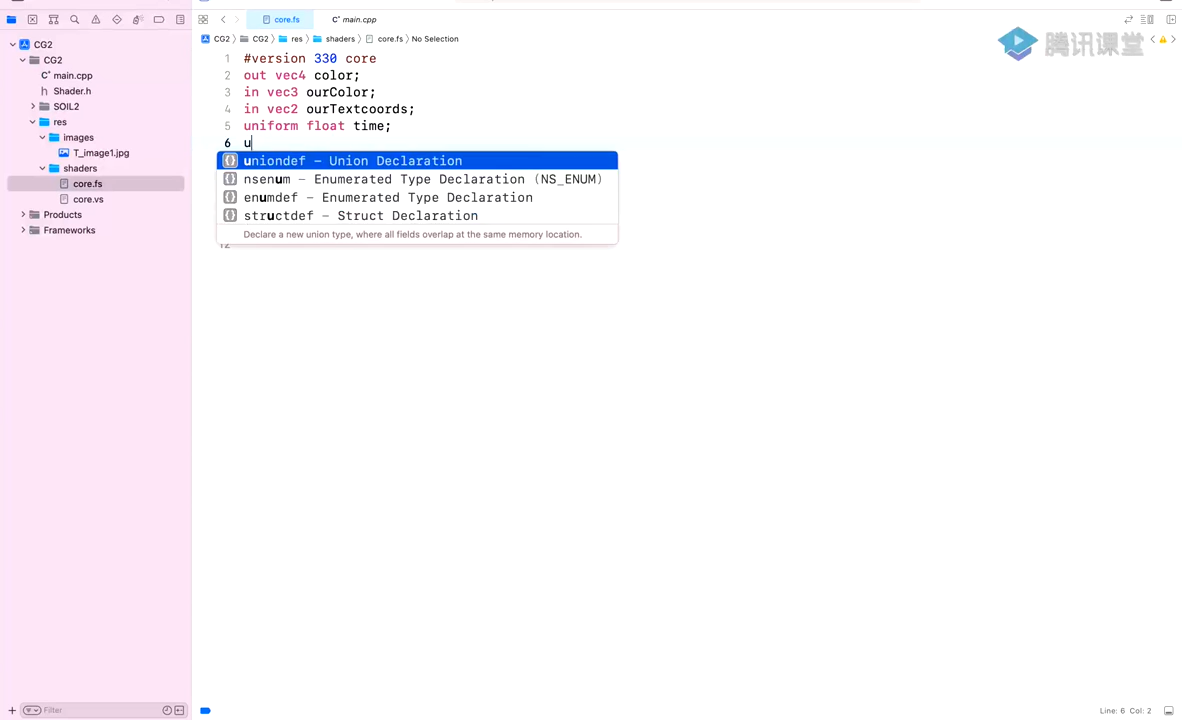 core.fs
C⁺ main.cpp
CG2 〉 CG2 〉 res 〉 shaders 〉 core.fs 〉 No Selection
腾讯课堂
CG2
CG2
C⁺ main.cpp
h Shader.h
SOIL2
res
images
T_image1.jpg
shaders
core.fs
core.vs
Products
Frameworks
1 #version 330 core
2 out vec4 color;
3 in vec3 ourColor;
4 in vec2 ourTextcoords;
5 uniform float time;
6 u
{} uniondef – Union Declaration
{} nsenum – Enumerated Type Declaration (NS_ENUM)
{} enumdef – Enumerated Type Declaration
{} structdef – Struct Declaration
Declare a new union type, where all fields overlap at the same memory location.
12
Filter
Line: 6 Col: 2